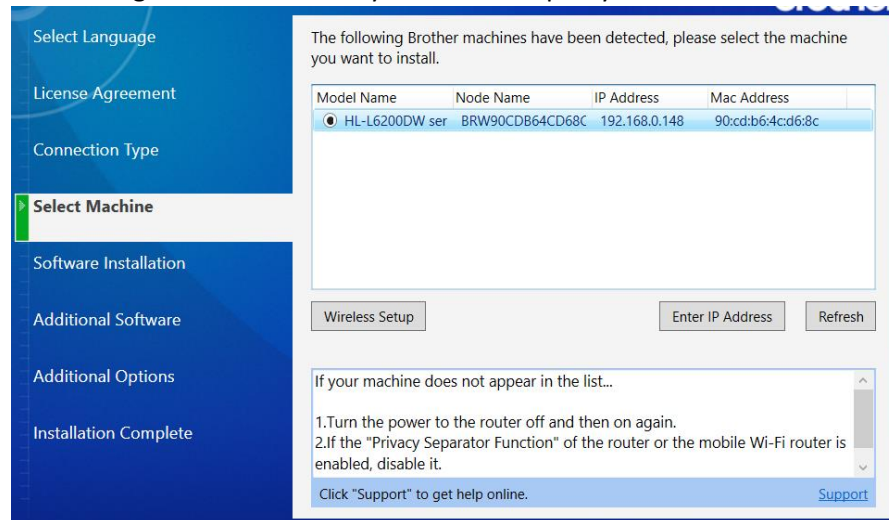 Select Language
License Agreement
Connection Type
Select Machine
Software Installation
Additional Software
Additional Options
Installation Complete
The following Brother machines have been detected, please select the machine
you want to install.
Model Name Node Name IP Address Mac Address
HL-L6200DW ser BRW90CDB64CD68C 192.168.0.148 90:cd:b6:4c:d6:8c
Wireless Setup Enter IP Address Refresh
If your machine does not appear in the list...
1.Turn the power to the router off and then on again.
2.If the "Privacy Separator Function" of the router or the mobile Wi-Fi router is
enabled, disable it.
Click "Support" to get help online. Support